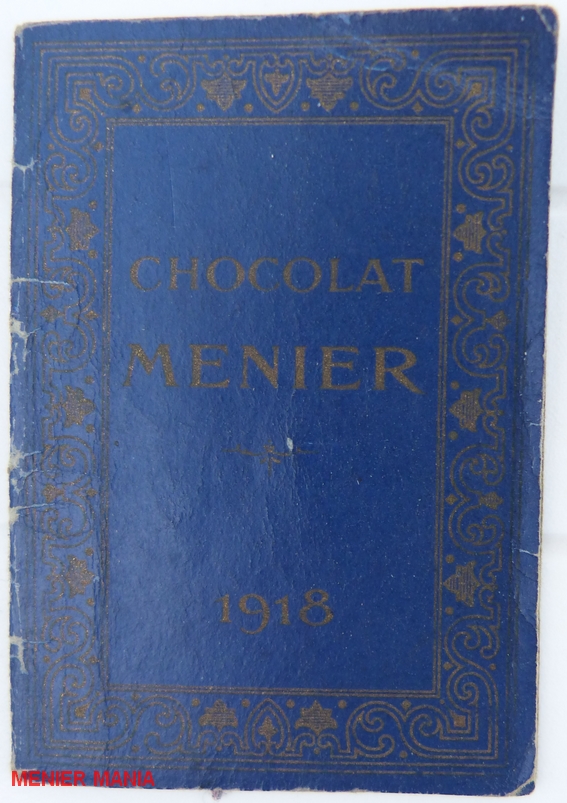 CHOCOLAT
MENIER
1918
MENIER MANIA